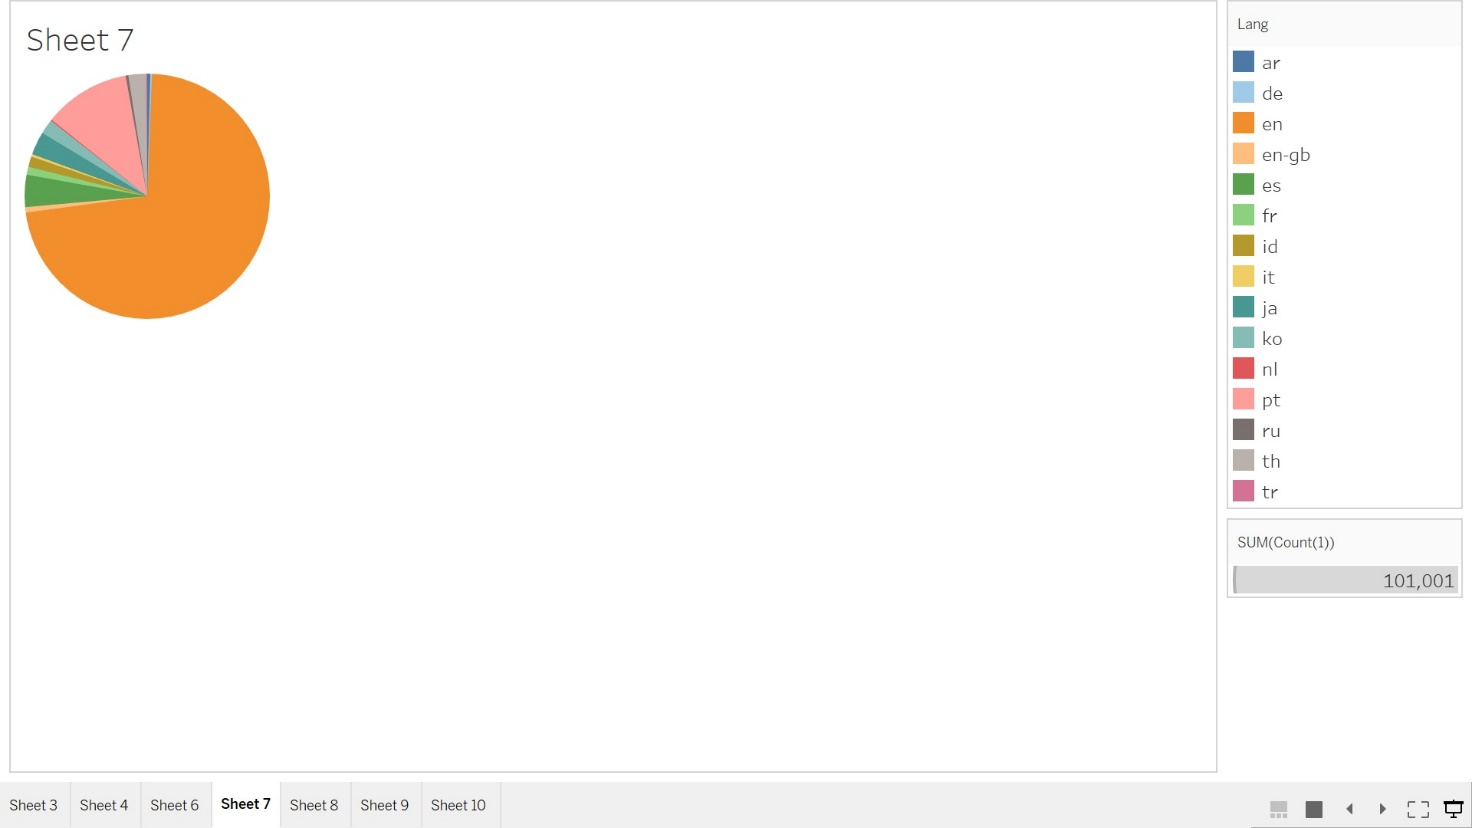 Sheet 7
Lang
ar
de
en
en-gb
es
fr
id
it
ja
ko
nl
pt
ru
th
tr
SUM(Count(1))
101,001
Sheet 3
Sheet 4
Sheet 6
Sheet 7
Sheet 8
Sheet 9
Sheet 10